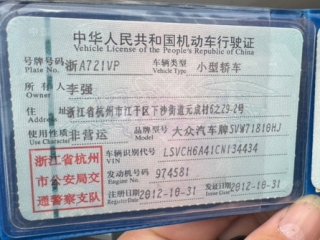 中华人民共和国机动车行驶证
Vehicle License of the People's Republic of China
号牌号码 浙A721VP 车辆类型 小型轿车
Plate No. Vehicle Type
所有人 李强
Owner
住址 浙江省杭州市江干区下沙街道元成村5Z29-2号
Address
使用性质 非营运 品牌型号 大众汽车牌SVW71810HJ
Use Character Model
浙江省杭州市公安局交通警察支队
车辆识别代号 LSVCH6A41CN134434
VIN
发动机号码 974581
Engine No.
注册日期 2012-10-31 发证日期 2012-10-31
Register Date Issue Date